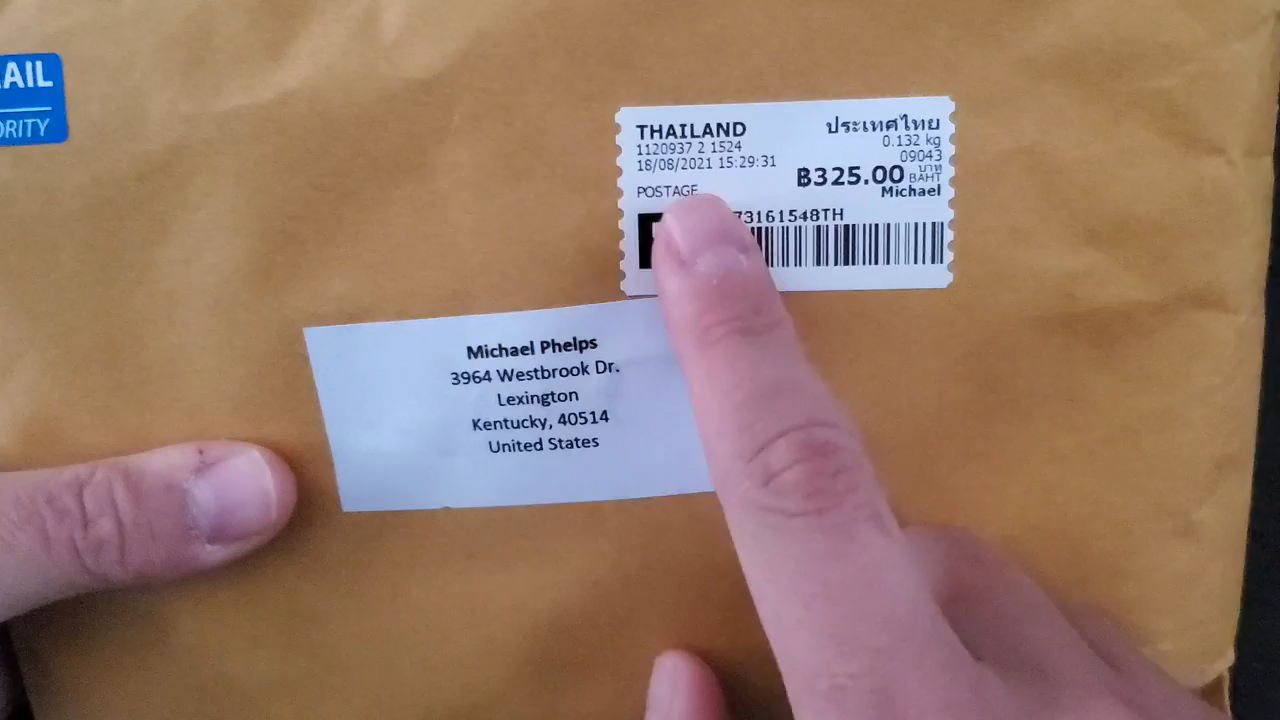 THAILAND
1120937 2 1524
18/08/2021 15:29:31
POSTAGE
ประเทศไทย
0.132 kg
09043
฿325.00 บาท BAHT
Michael
73161548TH
Michael Phelps
3964 Westbrook Dr.
Lexington
Kentucky, 40514
United States